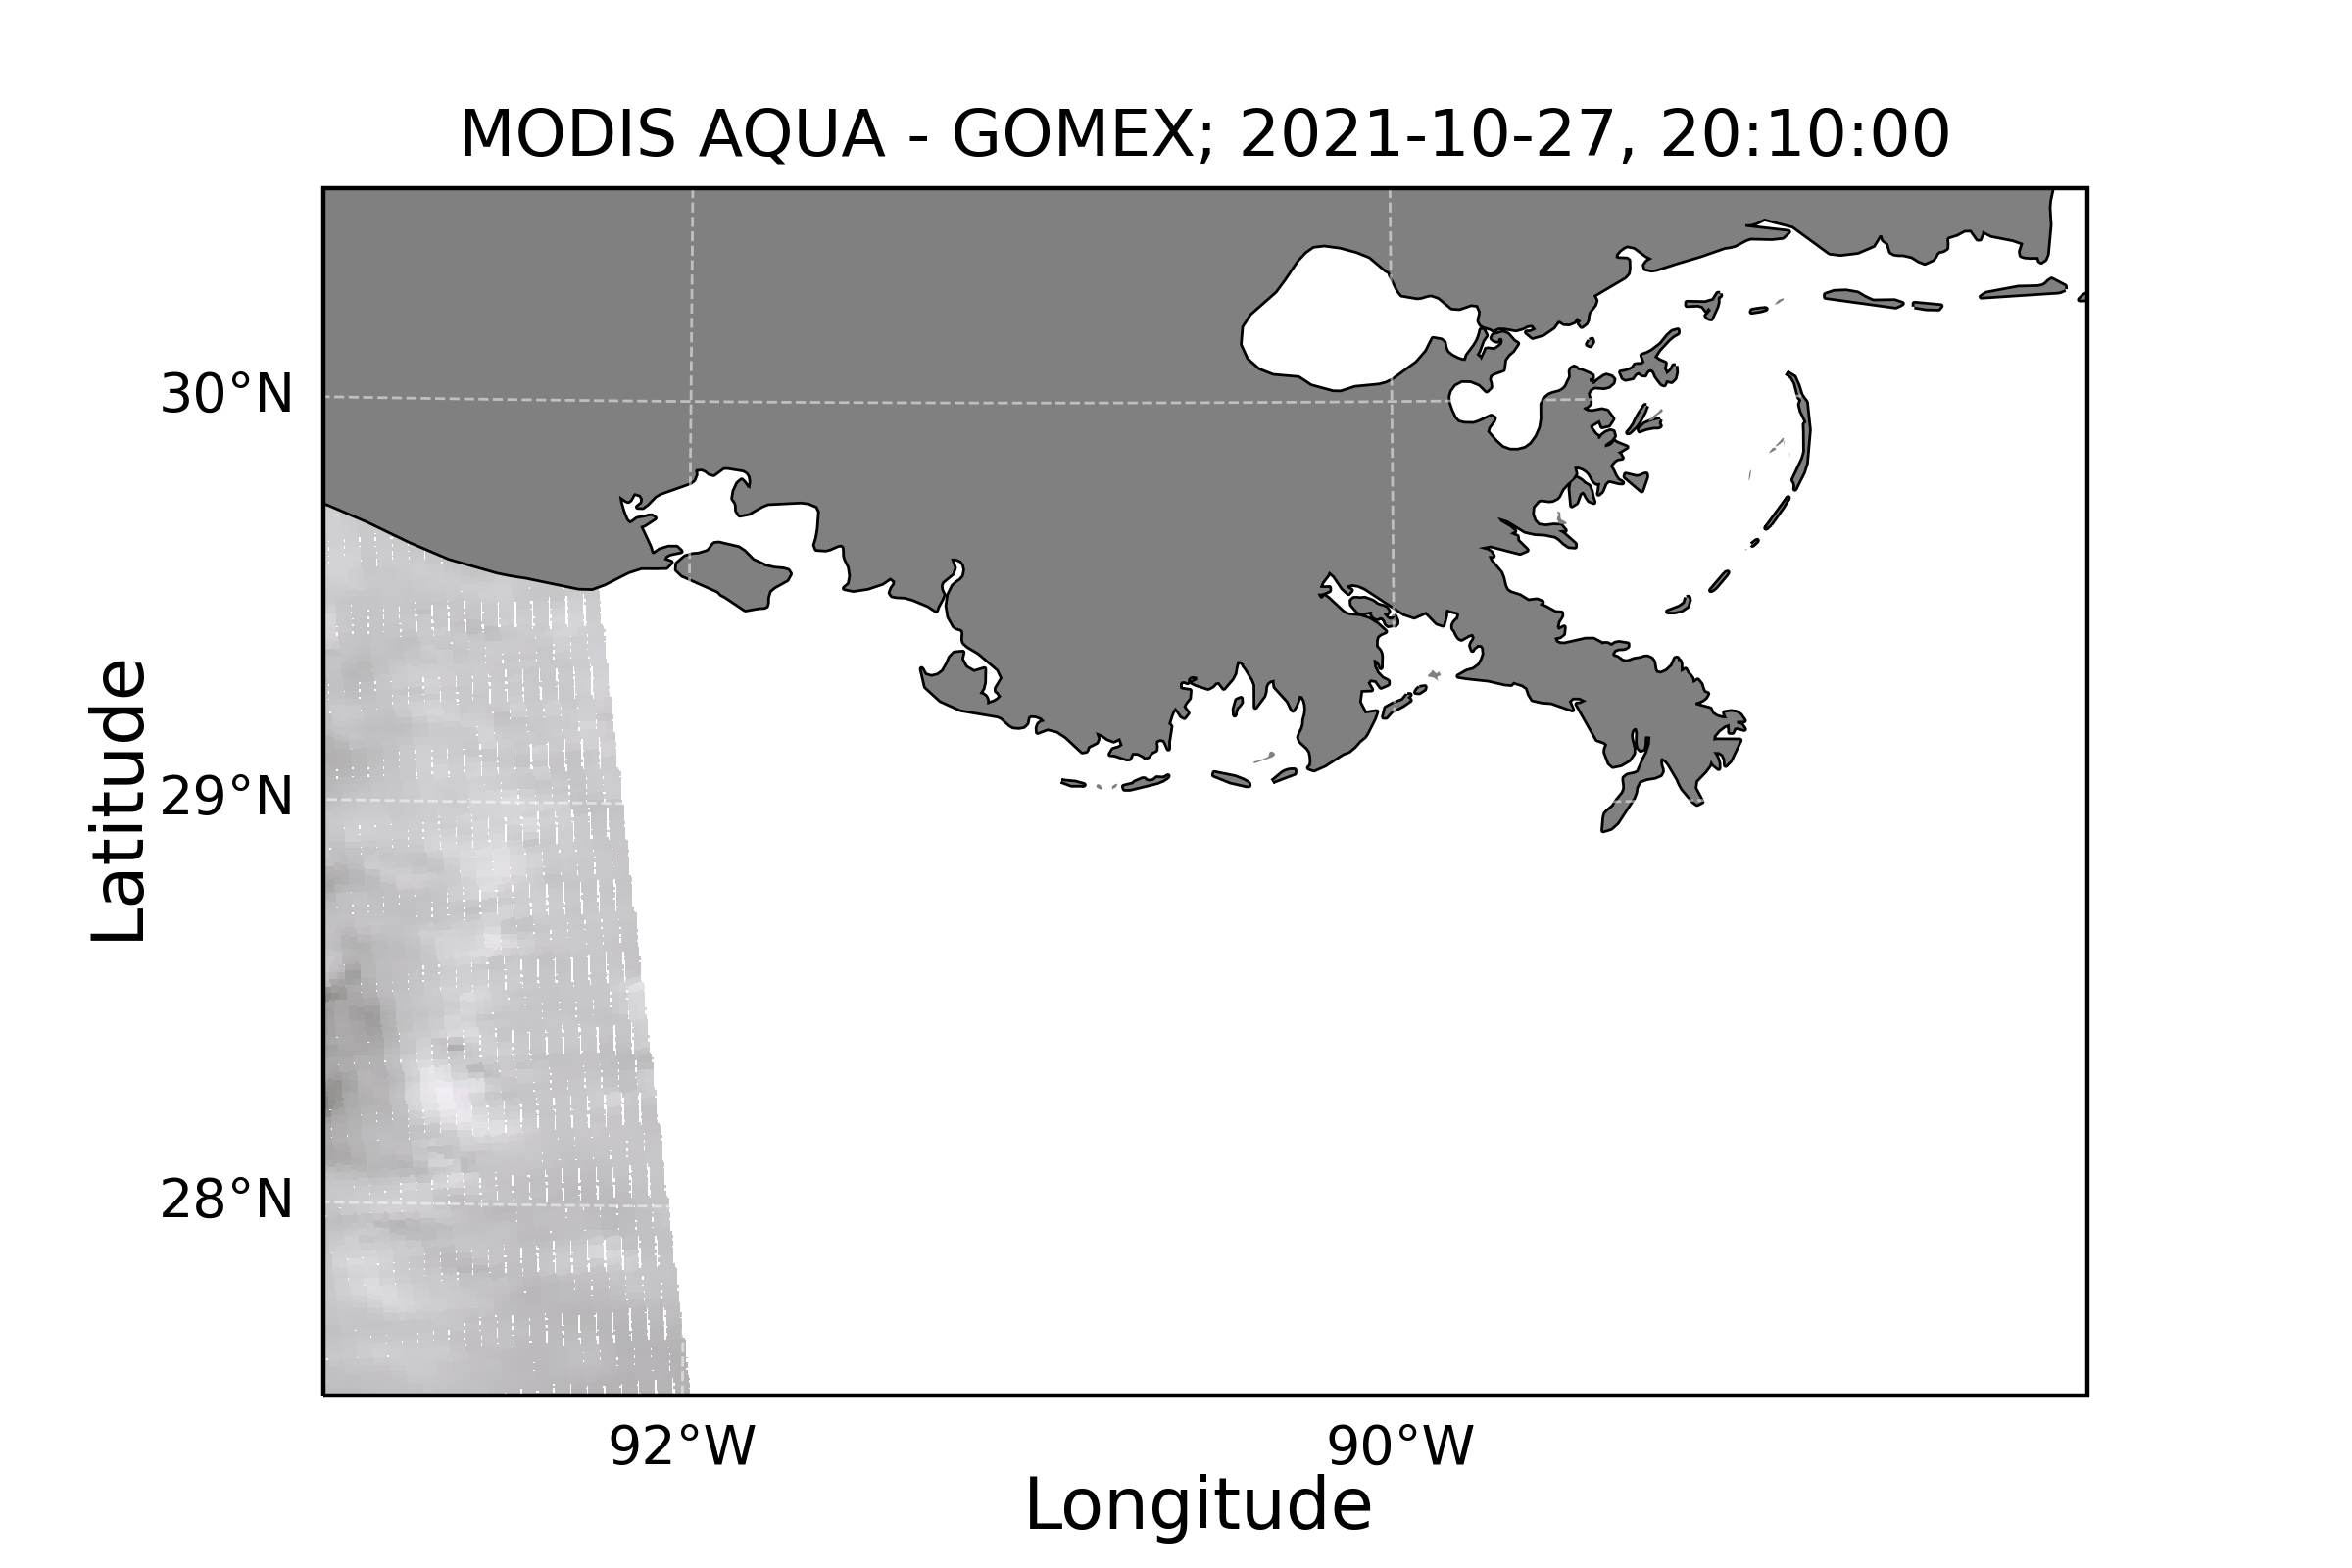 MODIS AQUA - GOMEX; 2021-10-27, 20:10:00
30°N
29°N
28°N
Latitude
92°W
90°W
Longitude